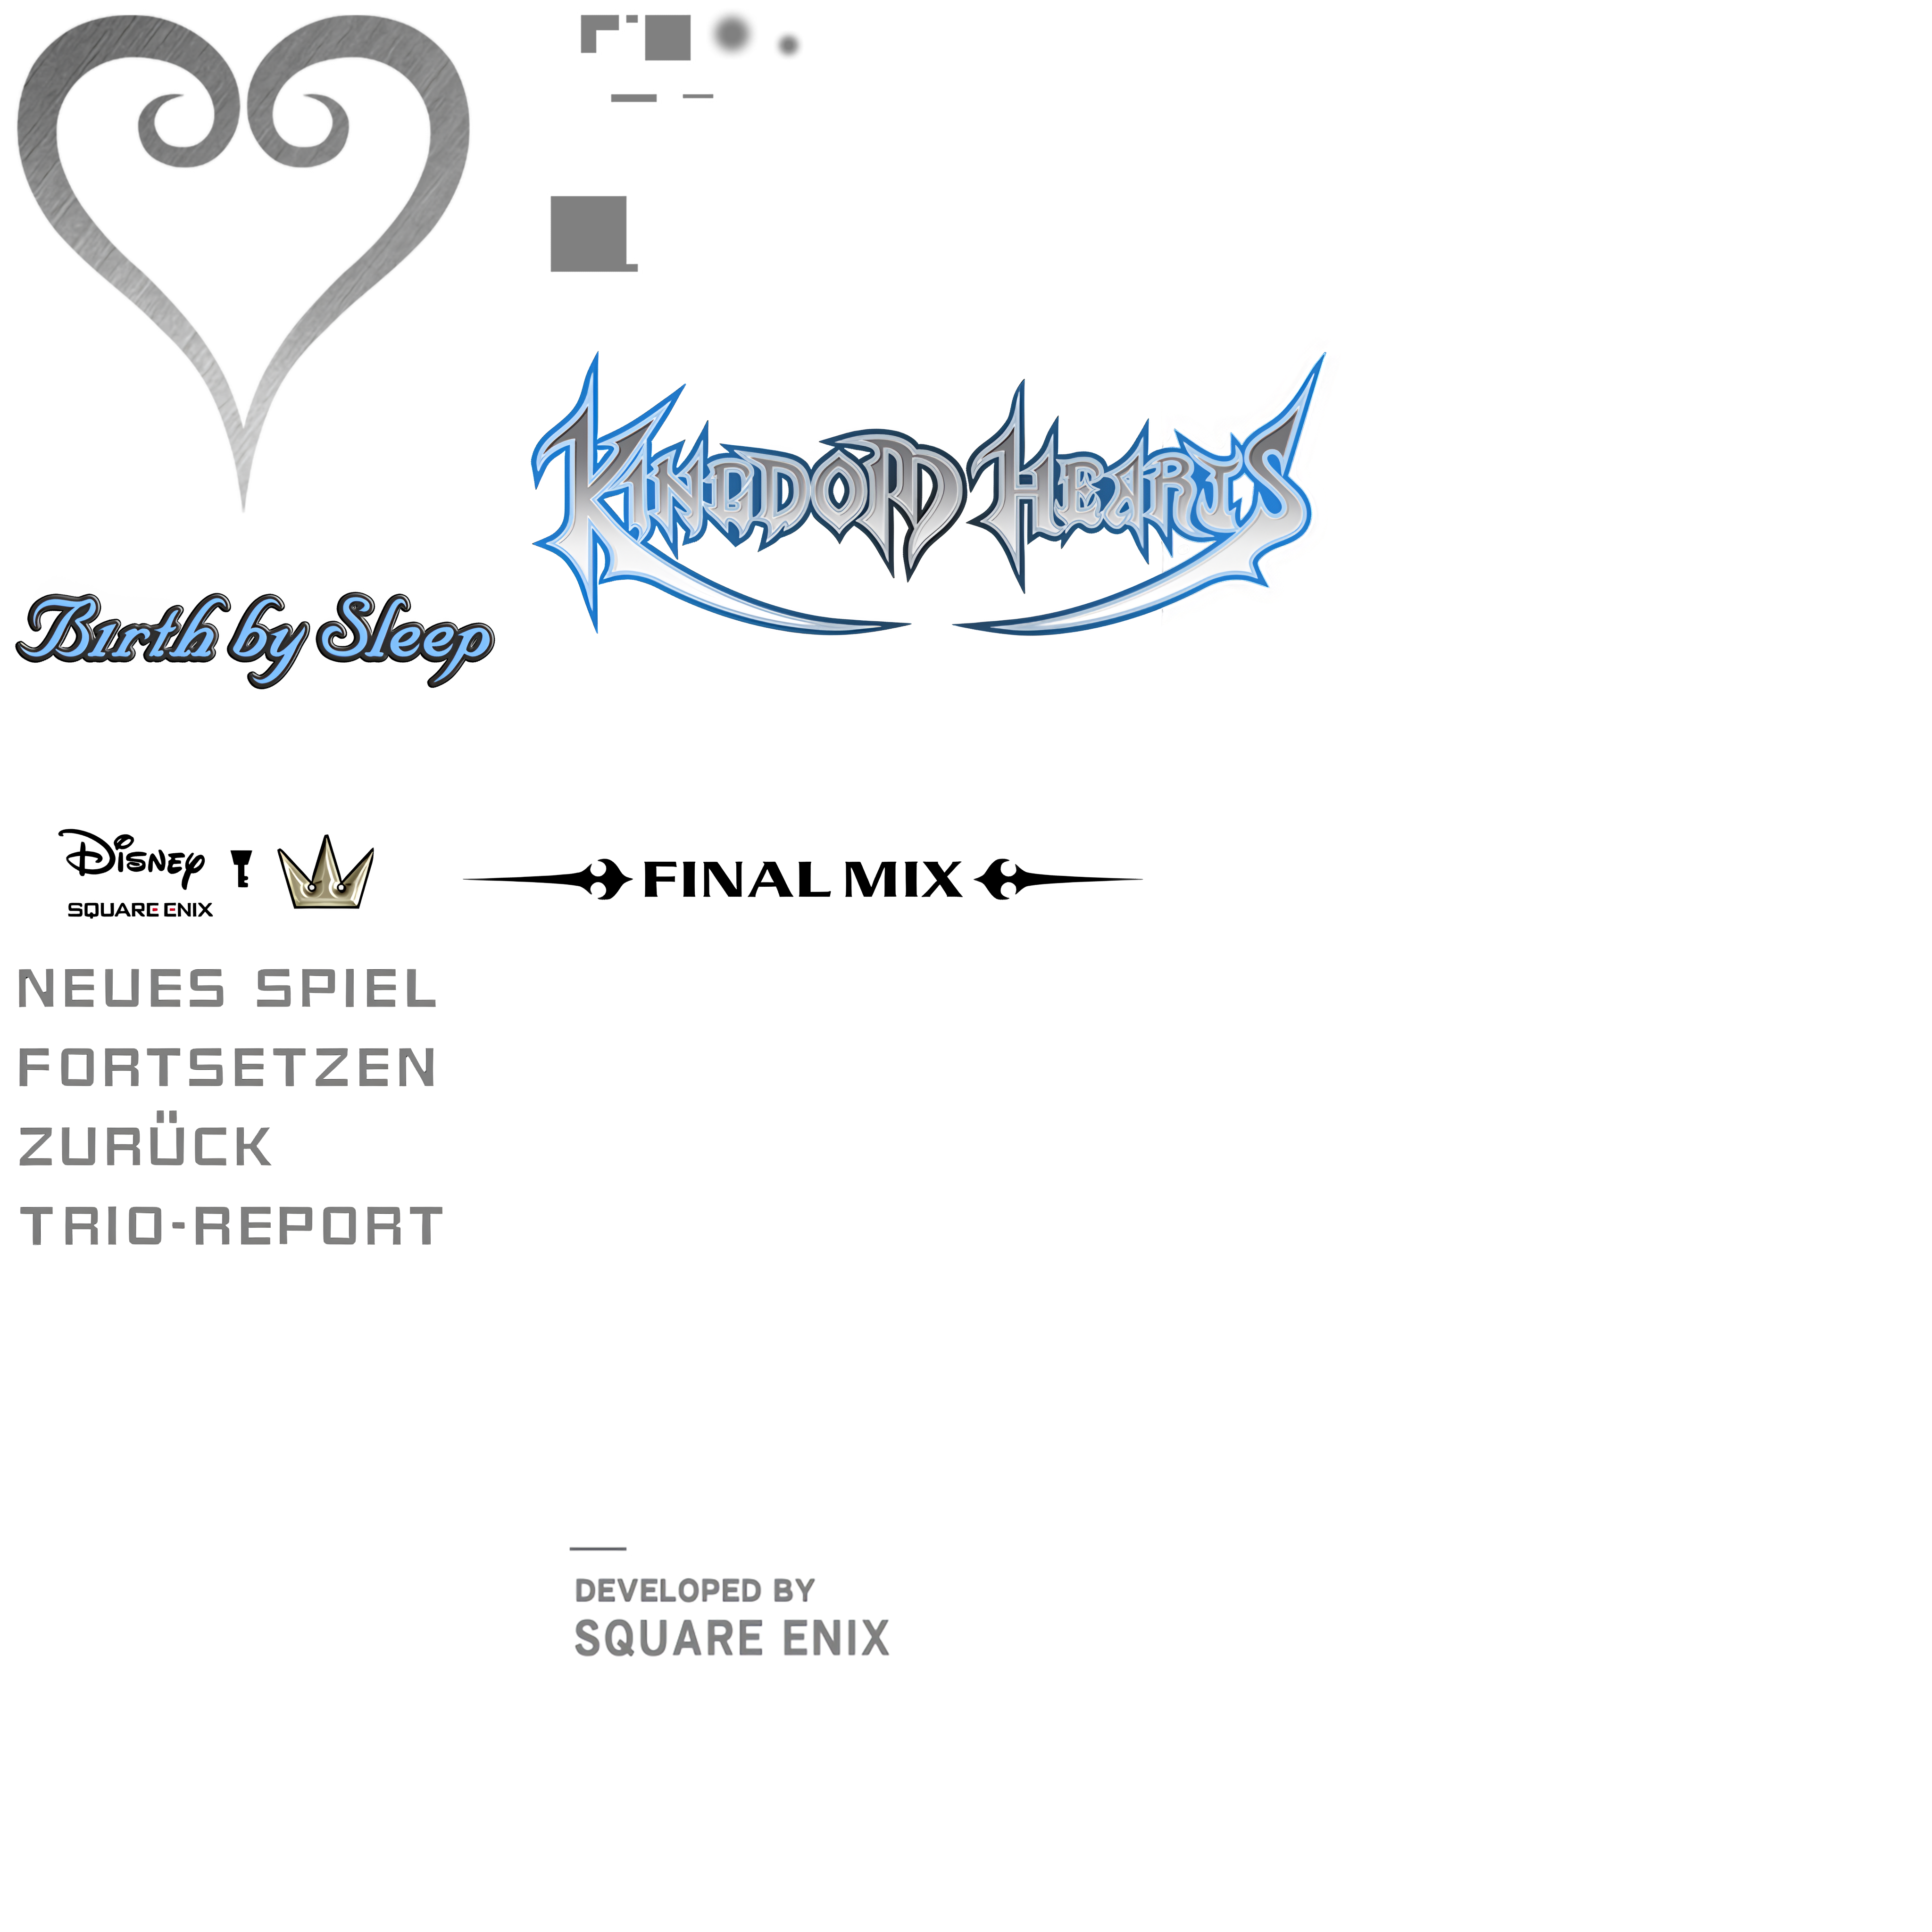 KINGDOM HEARTS
Birth by Sleep
Disney
SQUARE ENIX
FINAL MIX
NEUES SPIEL
FORTSETZEN
ZURÜCK
TRIO-REPORT
DEVELOPED BY
SQUARE ENIX